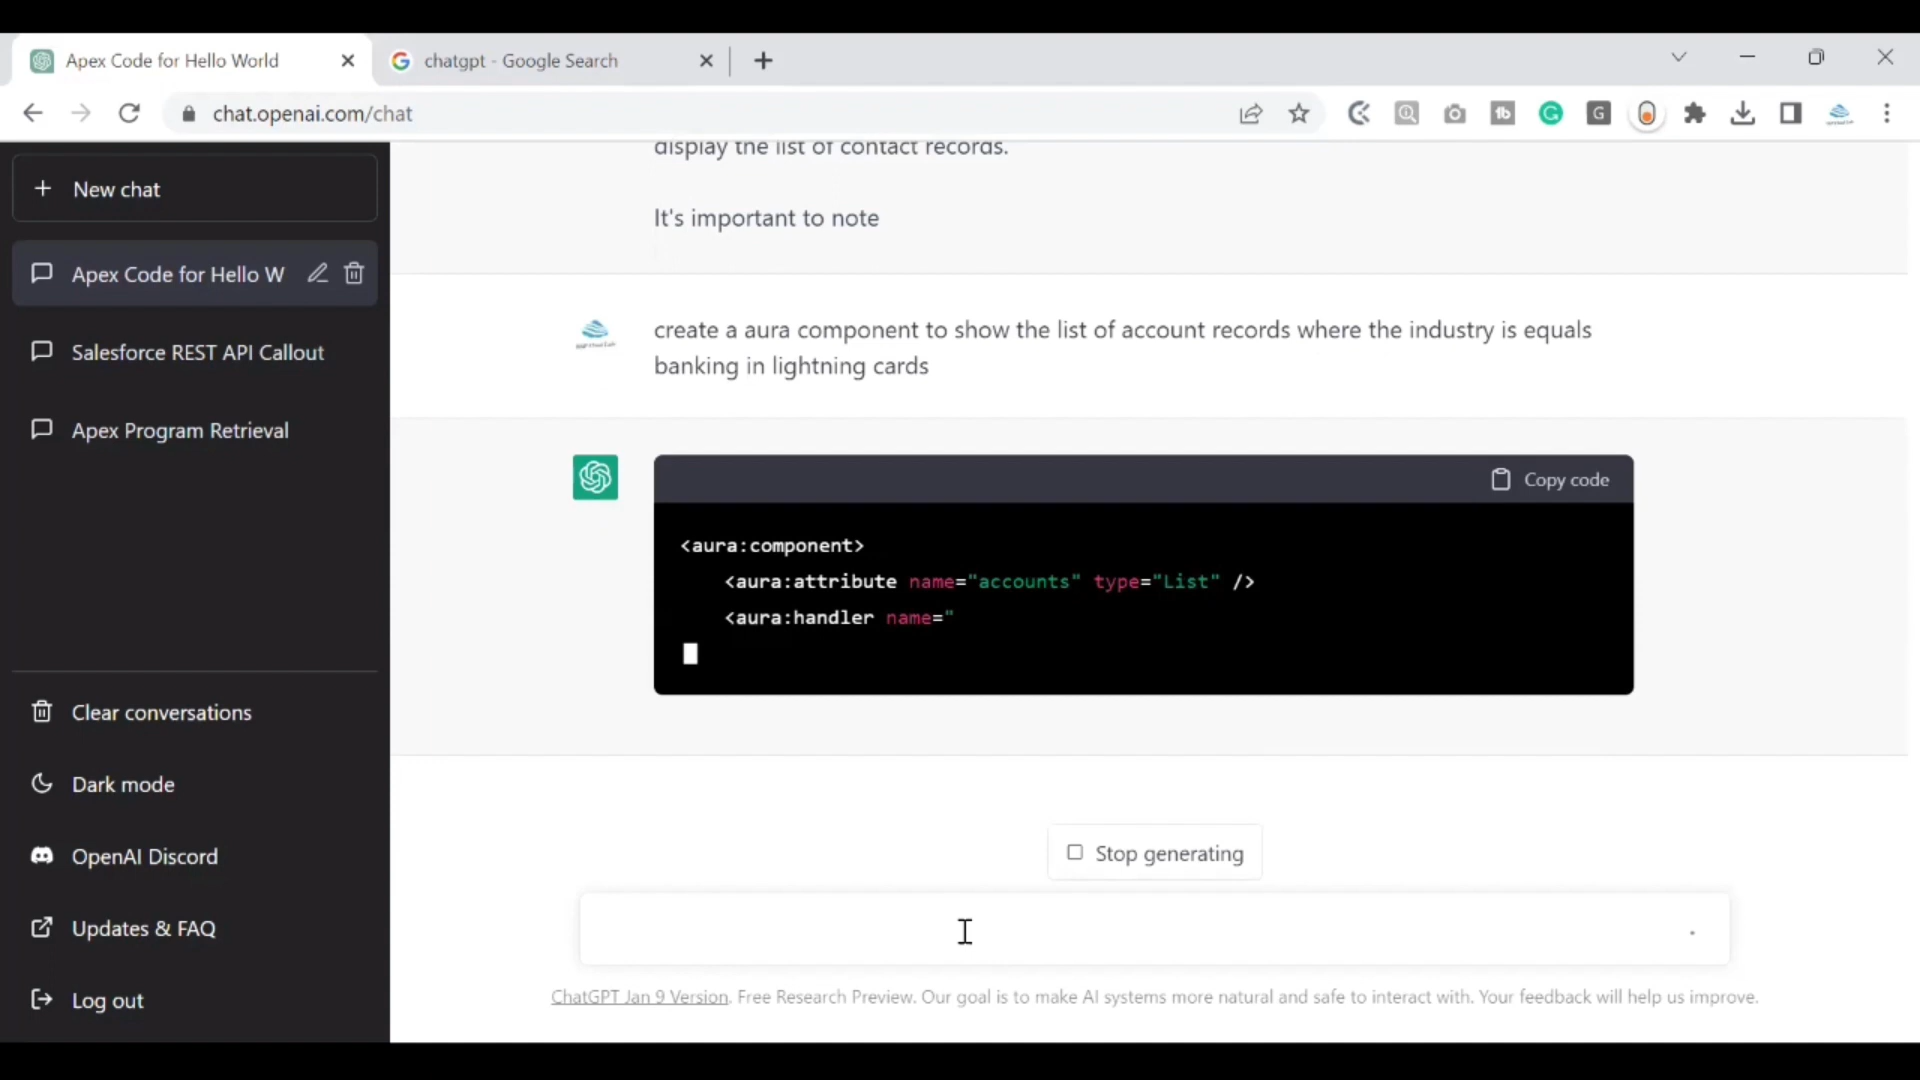 Apex Code for Hello World
chatgpt - Google Search
chat.openai.com/chat
New chat
Apex Code for Hello W
Salesforce REST API Callout
Apex Program Retrieval
Clear conversations
Dark mode
OpenAI Discord
Updates & FAQ
Log out
display the list of contact records.
It's important to note
create a aura component to show the list of account records where the industry is equals
banking in lightning cards
Copy code
<aura:component>
<aura:attribute name="accounts" type="List" />
<aura:handler name="
Stop generating
ChatGPT Jan 9 Version. Free Research Preview. Our goal is to make AI systems more natural and safe to interact with. Your feedback will help us improve.